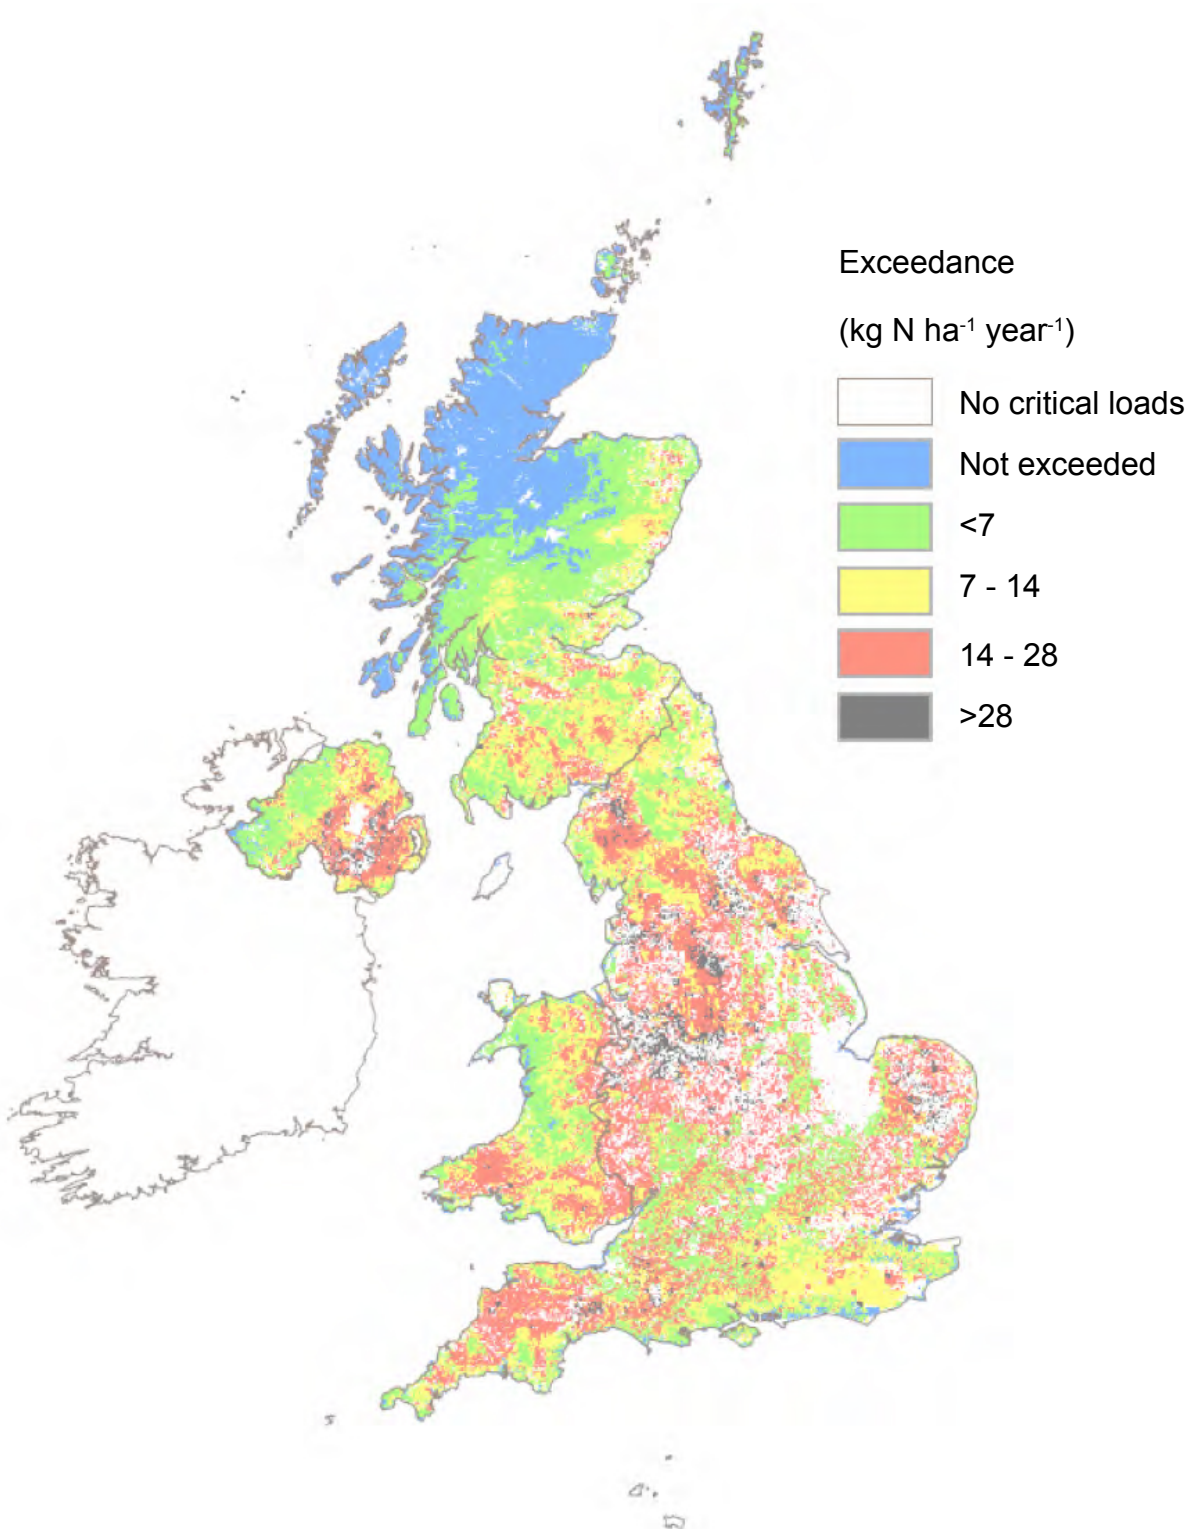 Exceedance
(kg N ha⁻¹ year⁻¹)
No critical loads
Not exceeded
<7
7 - 14
14 - 28
>28